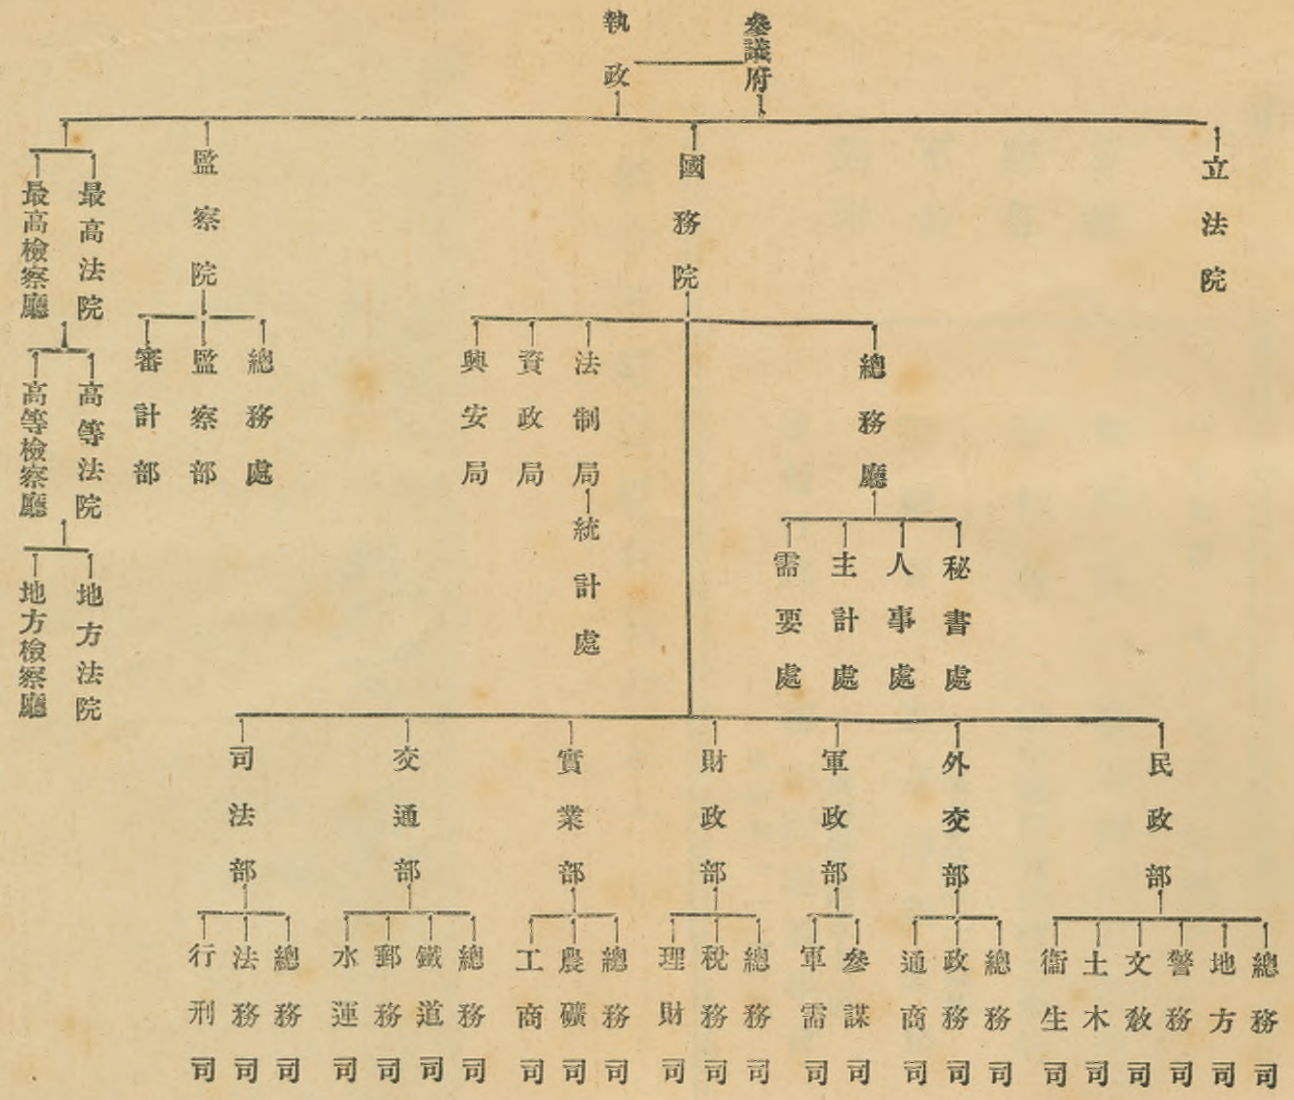 參議府
執政
立法院
國務院
監察院
最高法院
最高檢察廳
總務廳
法制局
資政局
興安局
總務處
監察部
審計部
高等法院
高等檢察廳
秘書處
人事處
主計處
需要處
統計處
地方法院
地方檢察廳
民政部
外交部
軍政部
財政部
實業部
交通部
司法部
總務司
地方司
警務司
文敎司
土木司
衞生司
總務司
政務司
通商司
參謀司
軍需司
總務司
稅務司
理財司
總務司
農礦司
工商司
總務司
鐵道司
郵務司
水運司
總務司
法務司
行刑司